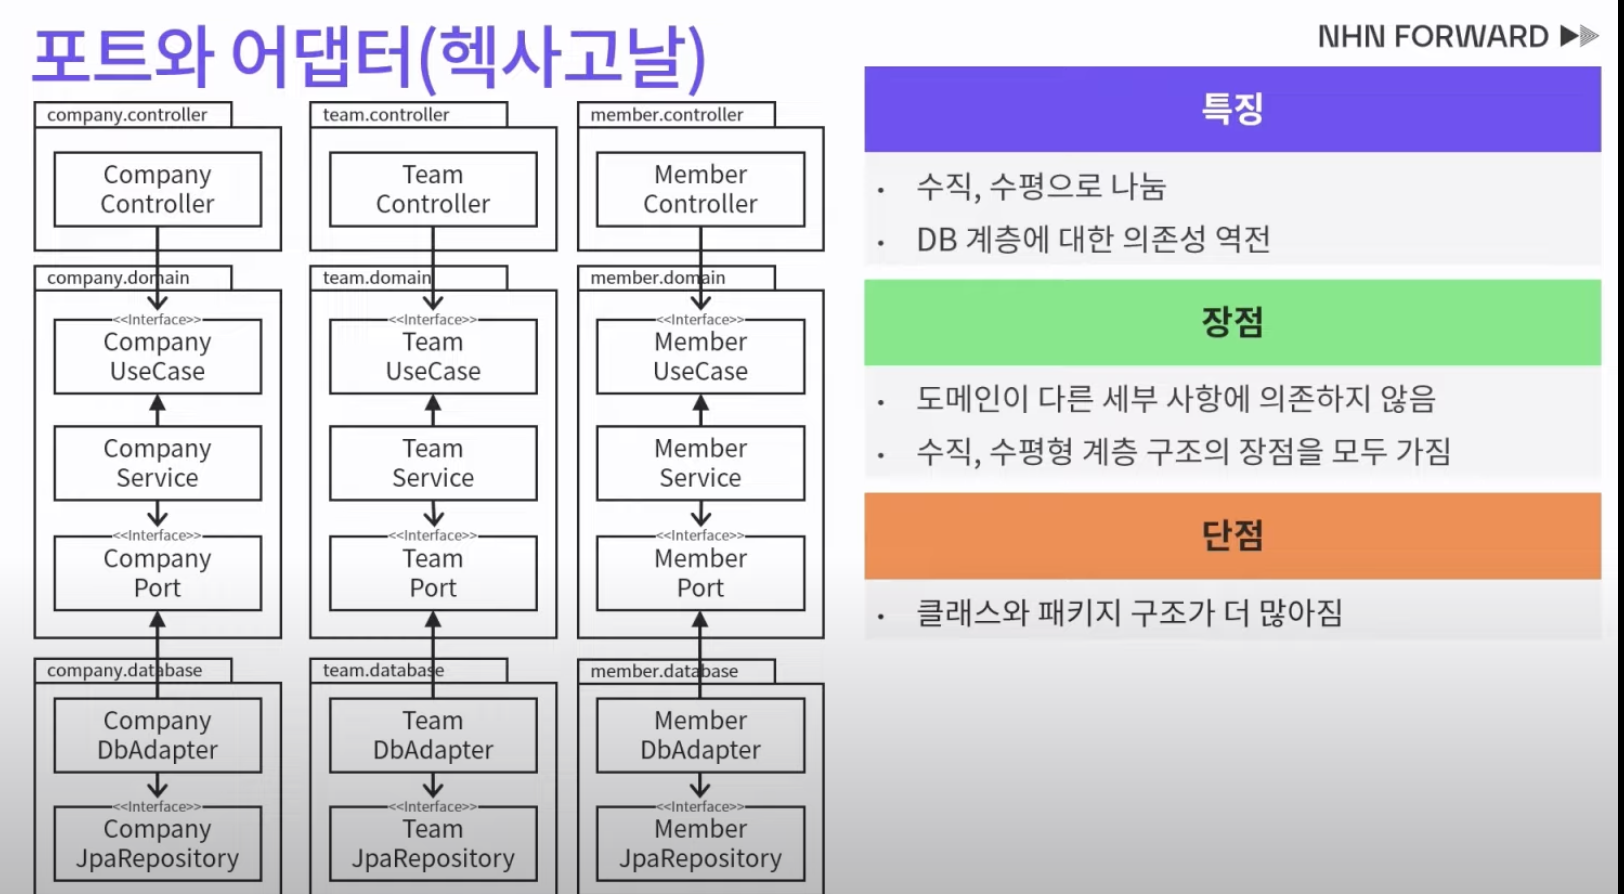 포트와 어댑터(헥사고날)
NHN FORWARD
company.controller
Company
Controller
company.domain
<<Interface>>
Company
UseCase
Company
Service
<<Interface>>
Company
Port
company.database
Company
DbAdapter
<<Interface>>
Company
JpaRepository
team.controller
Team
Controller
team.domain
<<Interface>>
Team
UseCase
Team
Service
<<Interface>>
Team
Port
team.database
Team
DbAdapter
<<Interface>>
Team
JpaRepository
member.controller
Member
Controller
member.domain
<<Interface>>
Member
UseCase
Member
Service
<<Interface>>
Member
Port
member.database
Member
DbAdapter
<<Interface>>
Member
JpaRepository
특징
• 수직, 수평으로 나눔
• DB 계층에 대한 의존성 역전
장점
• 도메인이 다른 세부 사항에 의존하지 않음
• 수직, 수평형 계층 구조의 장점을 모두 가짐
단점
• 클래스와 패키지 구조가 더 많아짐